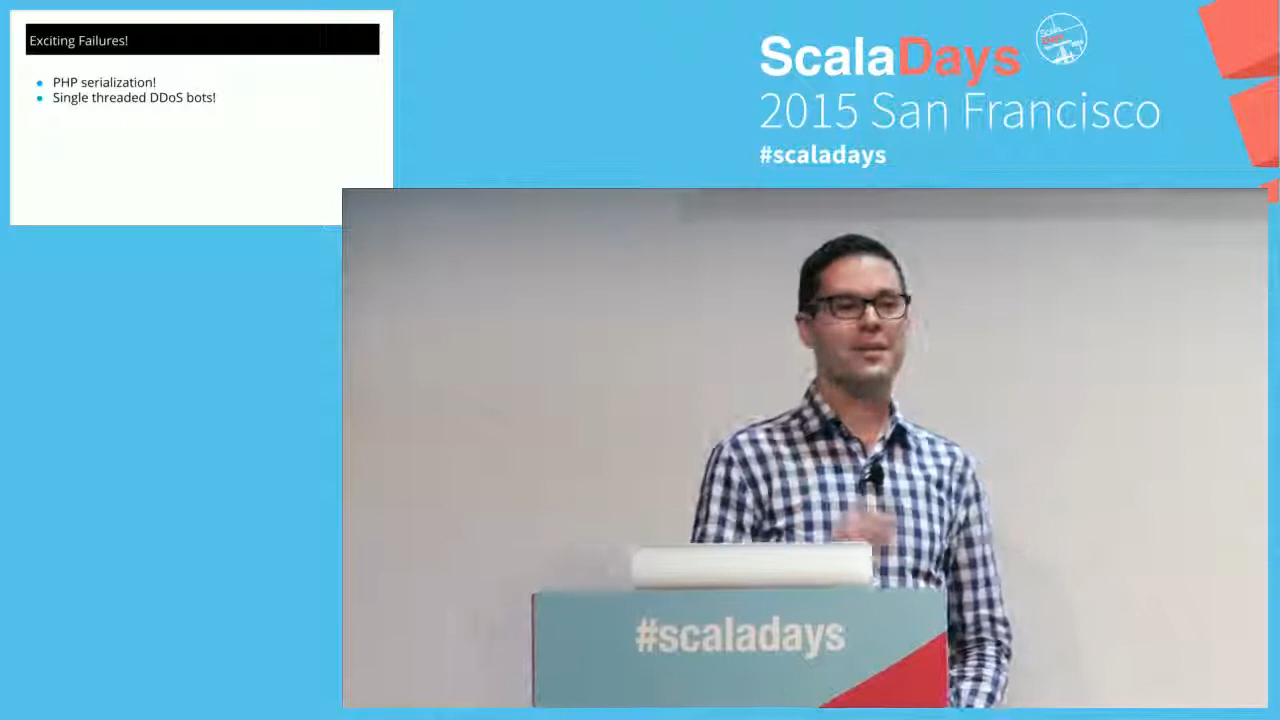 Exciting Failures!
PHP serialization!
Single threaded DDoS bots!
ScalaDays
2015 San Francisco
#scaladays
#scaladays